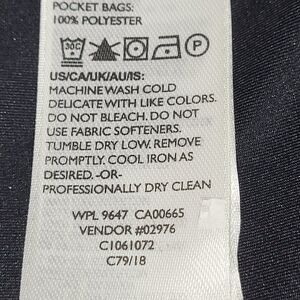 POCKET BAGS:
100% POLYESTER
30C P
US/CA/UK/AU/IS:
MACHINE WASH COLD
DELICATE WITH LIKE COLORS.
DO NOT BLEACH. DO NOT
USE FABRIC SOFTENERS.
TUMBLE DRY LOW. REMOVE
PROMPTLY. COOL IRON AS
DESIRED. -OR-
PROFESSIONALLY DRY CLEAN
WPL 9647 CA00665
VENDOR #02976
C1061072
C79/18